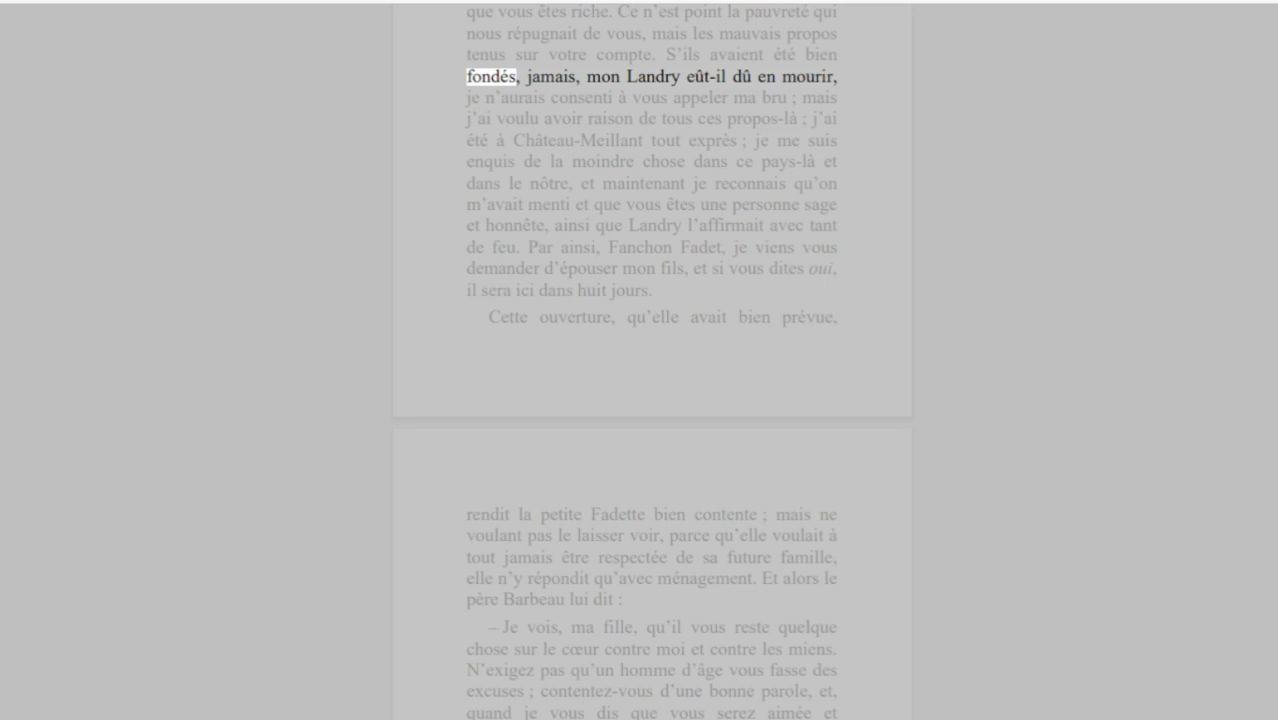 que vous êtes riche. Ce n’est point la pauvreté qui
nous répugnait de vous, mais les mauvais propos
tenus sur votre compte. S’ils avaient été bien
fondés, jamais, mon Landry eût-il dû en mourir,
je n’aurais consenti à vous appeler ma bru ; mais
j’ai voulu avoir raison de tous ces propos-là ; j’ai
été à Château-Meillant tout exprès ; je me suis
enquis de la moindre chose dans ce pays-là et
dans le nôtre, et maintenant je reconnais qu’on
m’avait menti et que vous êtes une personne sage
et honnête, ainsi que Landry l’affirmait avec tant
de feu. Par ainsi, Fanchon Fadet, je viens vous
demander d’épouser mon fils, et si vous dites oui,
il sera ici dans huit jours.
Cette ouverture, qu’elle avait bien prévue,
rendit la petite Fadette bien contente ; mais ne
voulant pas le laisser voir, parce qu’elle voulait à
tout jamais être respectée de sa future famille,
elle n’y répondit qu’avec ménagement. Et alors le
père Barbeau lui dit :
– Je vois, ma fille, qu’il vous reste quelque
chose sur le cœur contre moi et contre les miens.
N’exigez pas qu’un homme d’âge vous fasse des
excuses ; contentez-vous d’une bonne parole, et,
quand je vous dis que vous serez aimée et